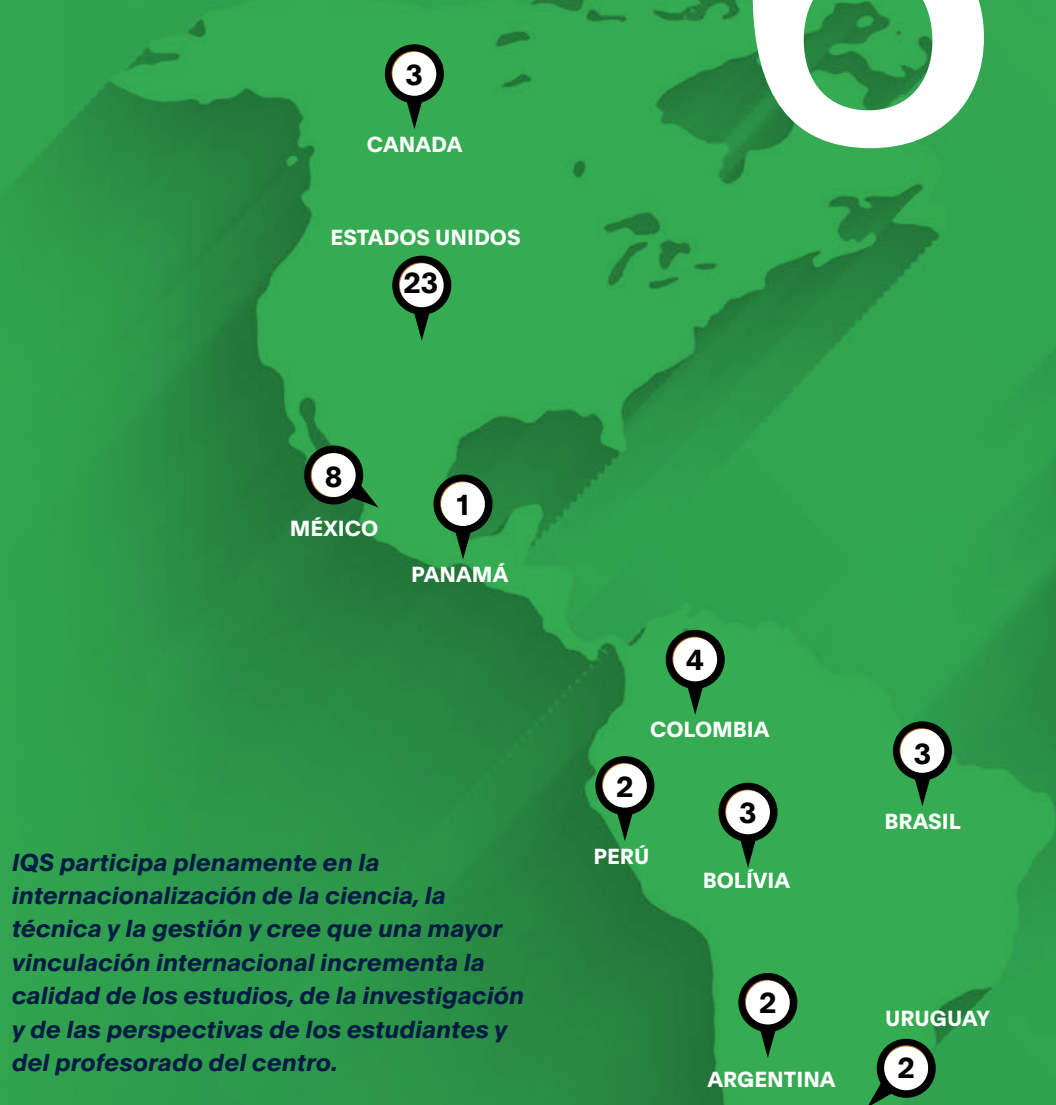 3
CANADA
ESTADOS UNIDOS
23
8
MÉXICO
1
PANAMÁ
4
COLOMBIA
3
BRASIL
2
PERÚ
3
BOLÍVIA
IQS participa plenamente en la
internacionalización de la ciencia, la
técnica y la gestión y cree que una mayor
vinculación internacional incrementa la
calidad de los estudios, de la investigación
y de las perspectivas de los estudiantes y
del profesorado del centro.
2
ARGENTINA
URUGUAY
2